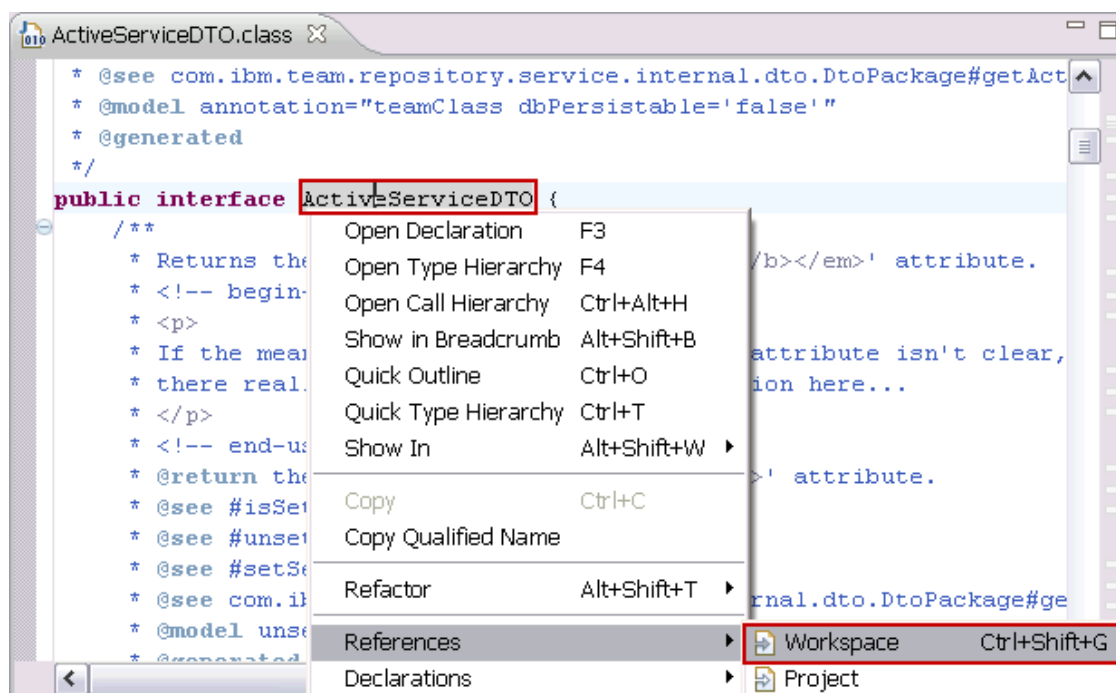 ActiveServiceDTO.class
* @see com.ibm.team.repository.service.internal.dto.DtoPackage#getAct
* @model annotation="teamClass dbPersistable='false'"
* @generated
*/
public interface ActiveServiceDTO {
/**
* Returns the /b></em>' attribute.
* <!-- begin-
* <p>
* If the mean attribute isn't clear,
* there real. ion here...
* </p>
* <!-- end-us
* @return the >' attribute.
* @see #isSet
* @see #unset
* @see #setSe
* @see com.ib rnal.dto.DtoPackage#ge
* @model unse
* @generated
Open Declaration F3
Open Type Hierarchy F4
Open Call Hierarchy Ctrl+Alt+H
Show in Breadcrumb Alt+Shift+B
Quick Outline Ctrl+O
Quick Type Hierarchy Ctrl+T
Show In Alt+Shift+W
Copy Ctrl+C
Copy Qualified Name
Refactor Alt+Shift+T
References
Declarations
Workspace Ctrl+Shift+G
Project